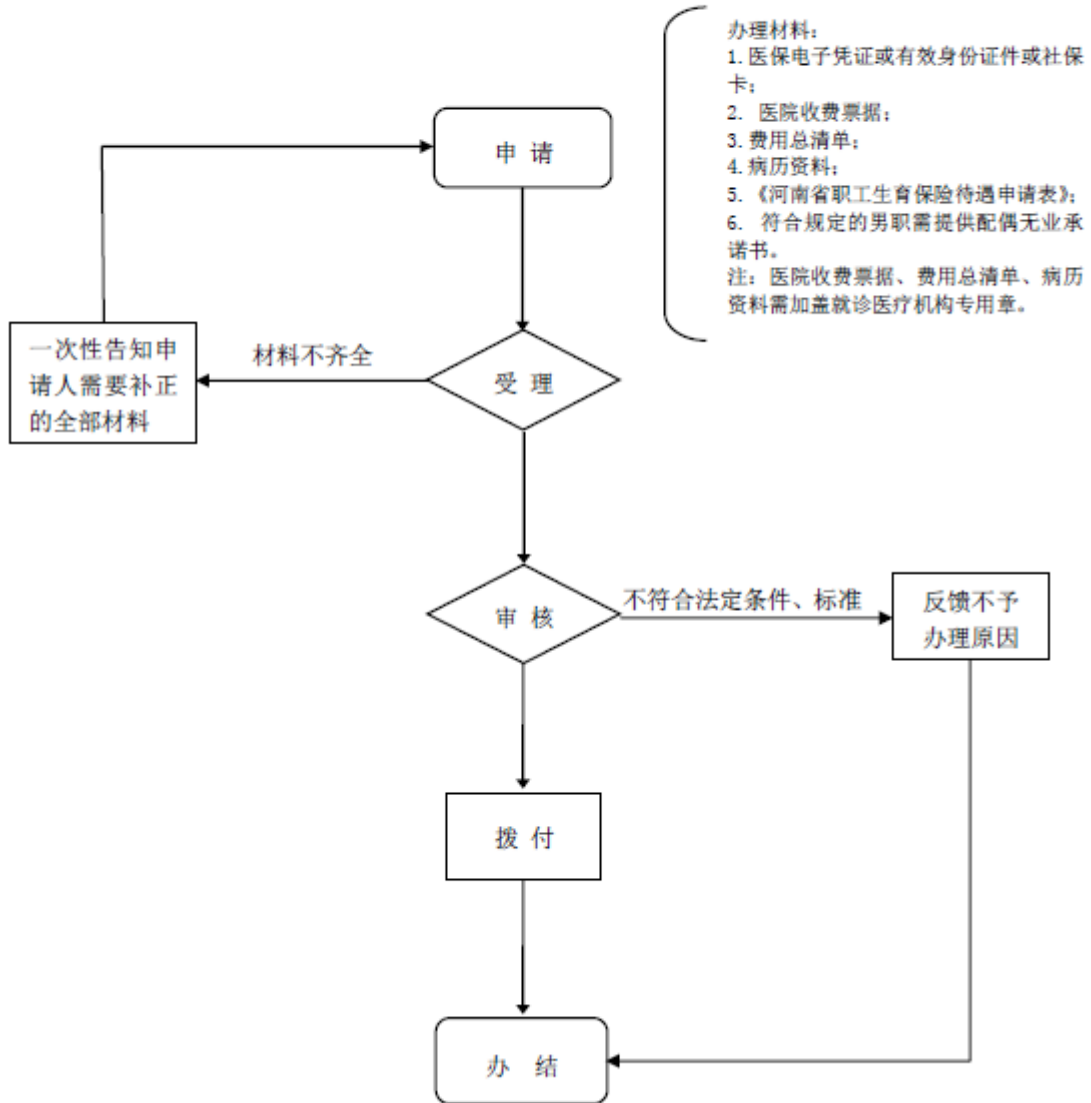 办理材料：
1. 医保电子凭证或有效身份证件或社保
卡；
2. 医院收费票据；
3. 费用总清单；
4. 病历资料；
5. 《河南省职工生育保险待遇申请表》；
6. 符合规定的男职需提供配偶无业承
诺书。
注：医院收费票据、费用总清单、病历
资料需加盖就诊医疗机构专用章。
申 请
一次性告知申
请人需要补正
的全部材料
材料不齐全
受 理
审 核
不符合法定条件、标准
反馈不予
办理原因
拨 付
办 结